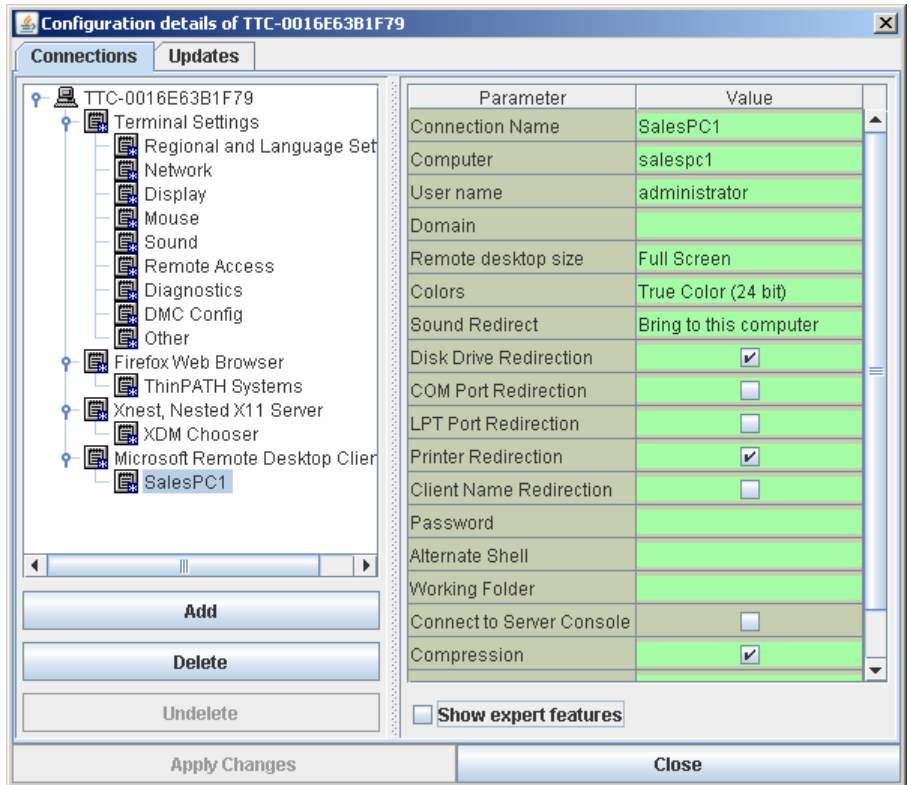 Configuration details of TTC-0016E63B1F79
Connections Updates
TTC-0016E63B1F79
Terminal Settings
Regional and Language Set
Network
Display
Mouse
Sound
Remote Access
Diagnostics
DMC Config
Other
Firefox Web Browser
ThinPATH Systems
Xnest, Nested X11 Server
XDM Chooser
Microsoft Remote Desktop Clier
SalesPC1
Add
Delete
Undelete
Parameter Value
Connection Name SalesPC1
Computer salespc1
User name administrator
Domain
Remote desktop size Full Screen
Colors True Color (24 bit)
Sound Redirect Bring to this computer
Disk Drive Redirection
COM Port Redirection
LPT Port Redirection
Printer Redirection
Client Name Redirection
Password
Alternate Shell
Working Folder
Connect to Server Console
Compression
Show expert features
Apply Changes Close